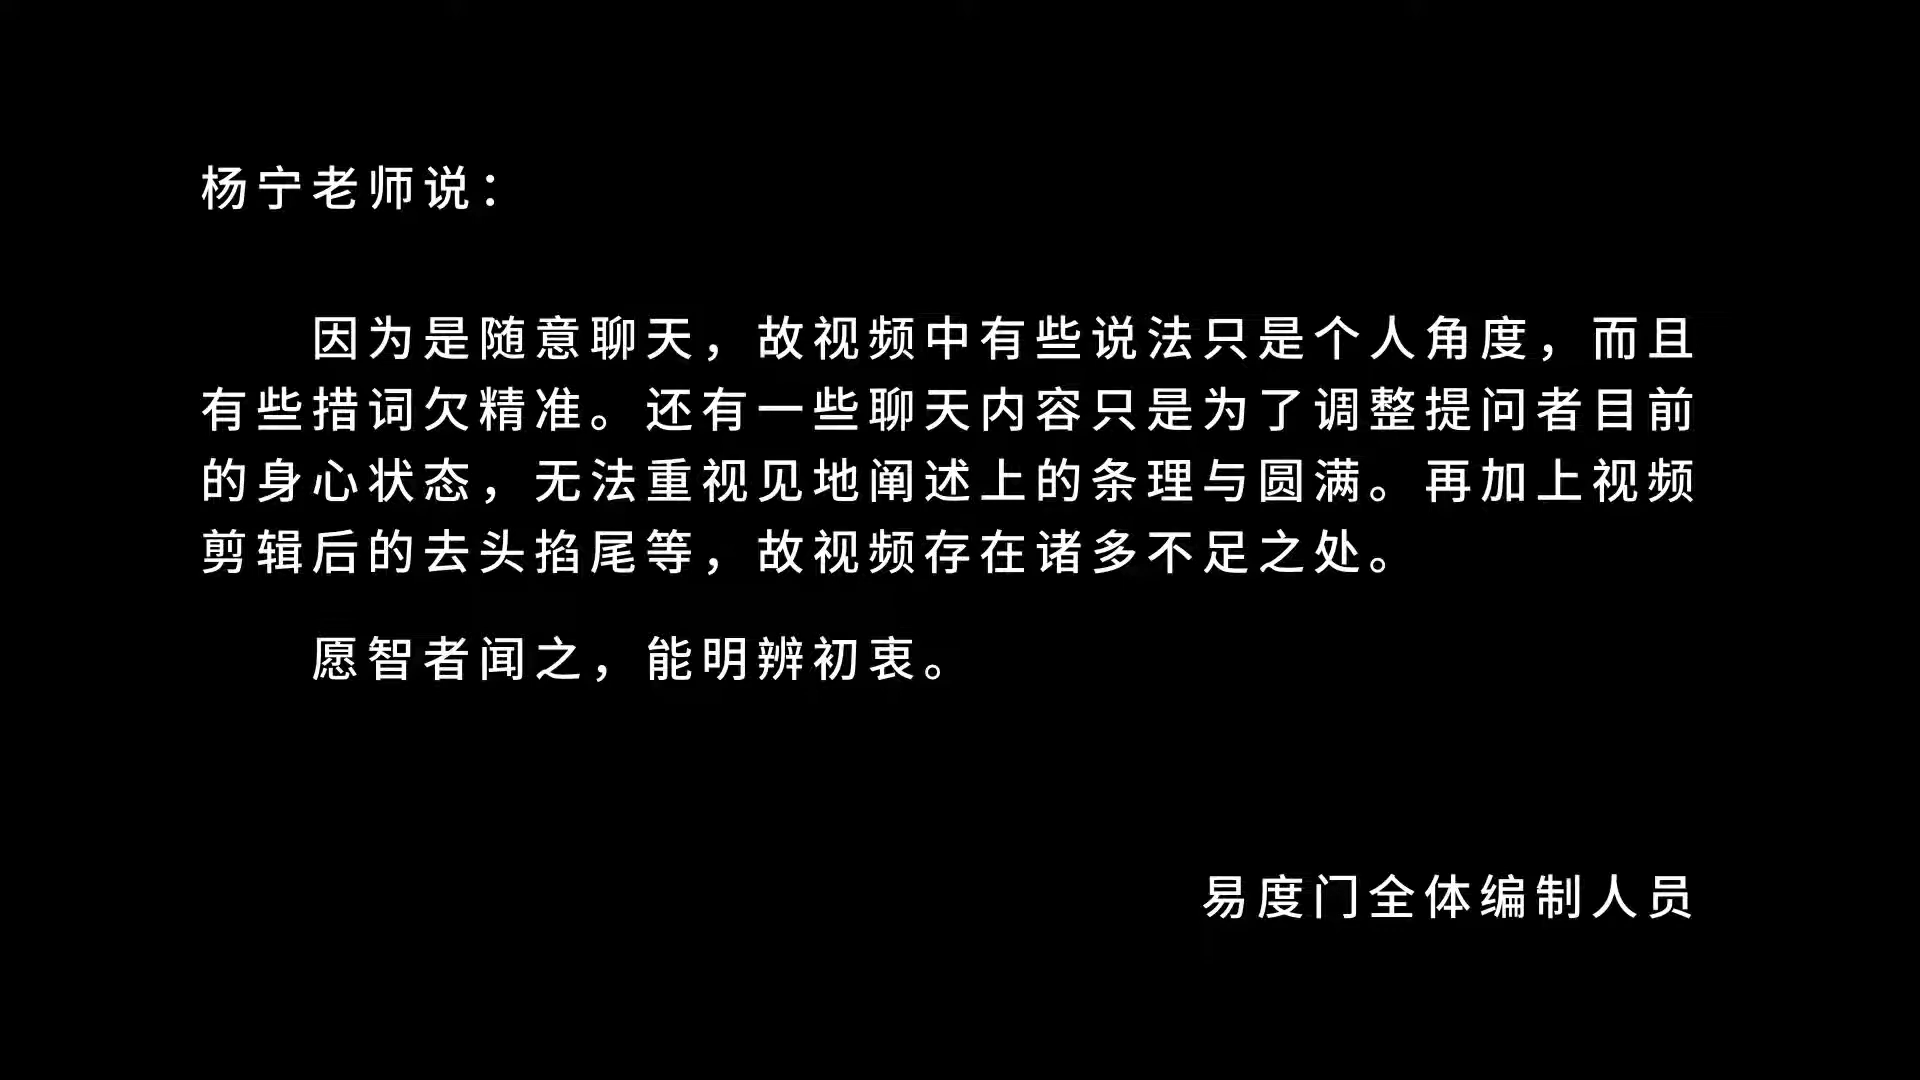 杨宁老师说：
因为是随意聊天，故视频中有些说法只是个人角度，而且
有些措词欠精准。还有一些聊天内容只是为了调整提问者目前
的身心状态，无法重视见地阐述上的条理与圆满。再加上视频
剪辑后的去头掐尾等，故视频存在诸多不足之处。
愿智者闻之，能明辨初衷。
易度门全体编制人员